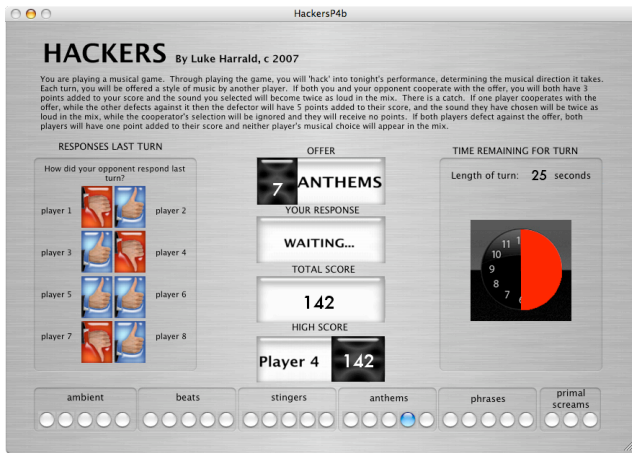 HackersP4b
HACKERS By Luke Harrald, c 2007
You are playing a musical game. Through playing the game, you will 'hack' into tonight's performance, determining the musical direction it takes.
Each turn, you will be offered a style of music by another player. If both you and your opponent cooperate with the offer, you will both have 3
points added to your score and the sound you selected will become twice as loud in the mix. There is a catch. If one player cooperates with the
offer, while the other defects against it then the defector will have 5 points added to their score, and the sound they have chosen will be twice as
loud in the mix, while the cooperator's selection will be ignored and they will receive no points. If both players defect against the offer, both
players will have one point added to their score and neither player's musical choice will appear in the mix.
RESPONSES LAST TURN
How did your opponent respond last
turn?
player 1 player 2
player 3 player 4
player 5 player 6
player 7 player 8
OFFER
7 ANTHEMS
YOUR RESPONSE
WAITING...
TOTAL SCORE
142
HIGH SCORE
Player 4 142
TIME REMAINING FOR TURN
Length of turn: 25 seconds
11 1
10
9
8
7 6
ambient beats stingers anthems phrases primal
screams